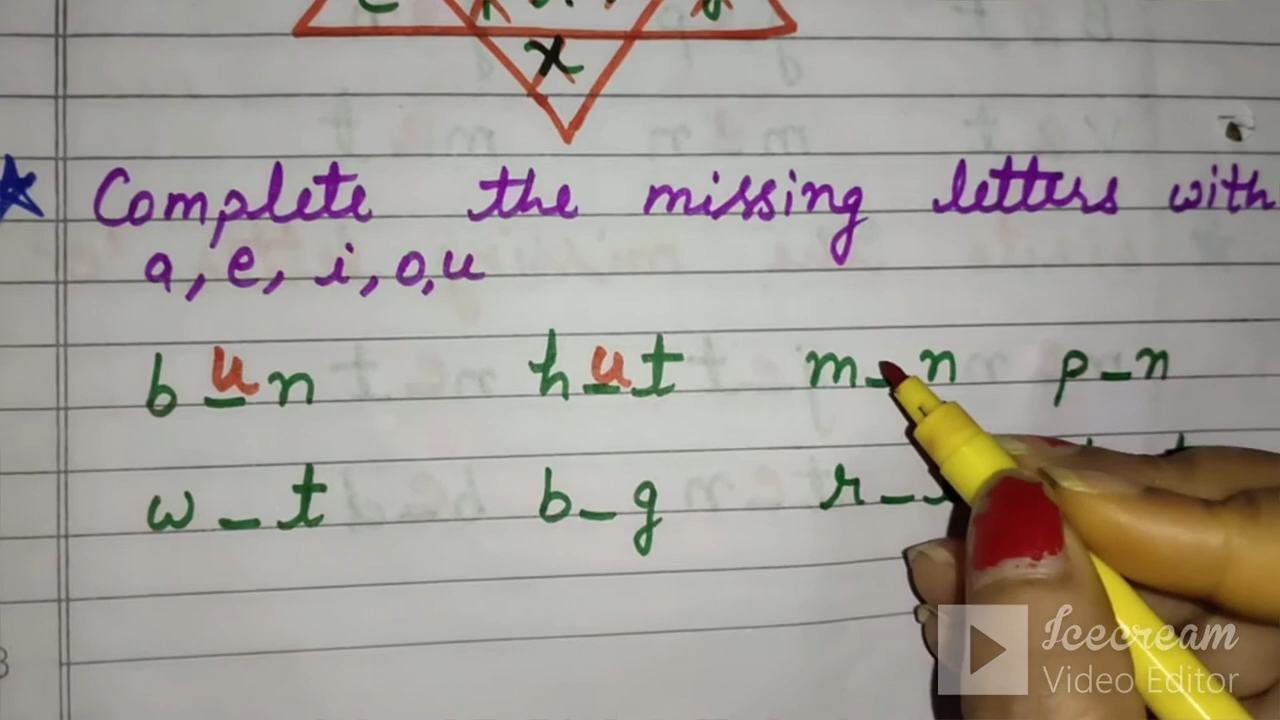 x
Complete the missing letters with
a, e, i, o, u
b u n h u t m _ n p _ n
w _ t b _ g
Icecream
Video Editor